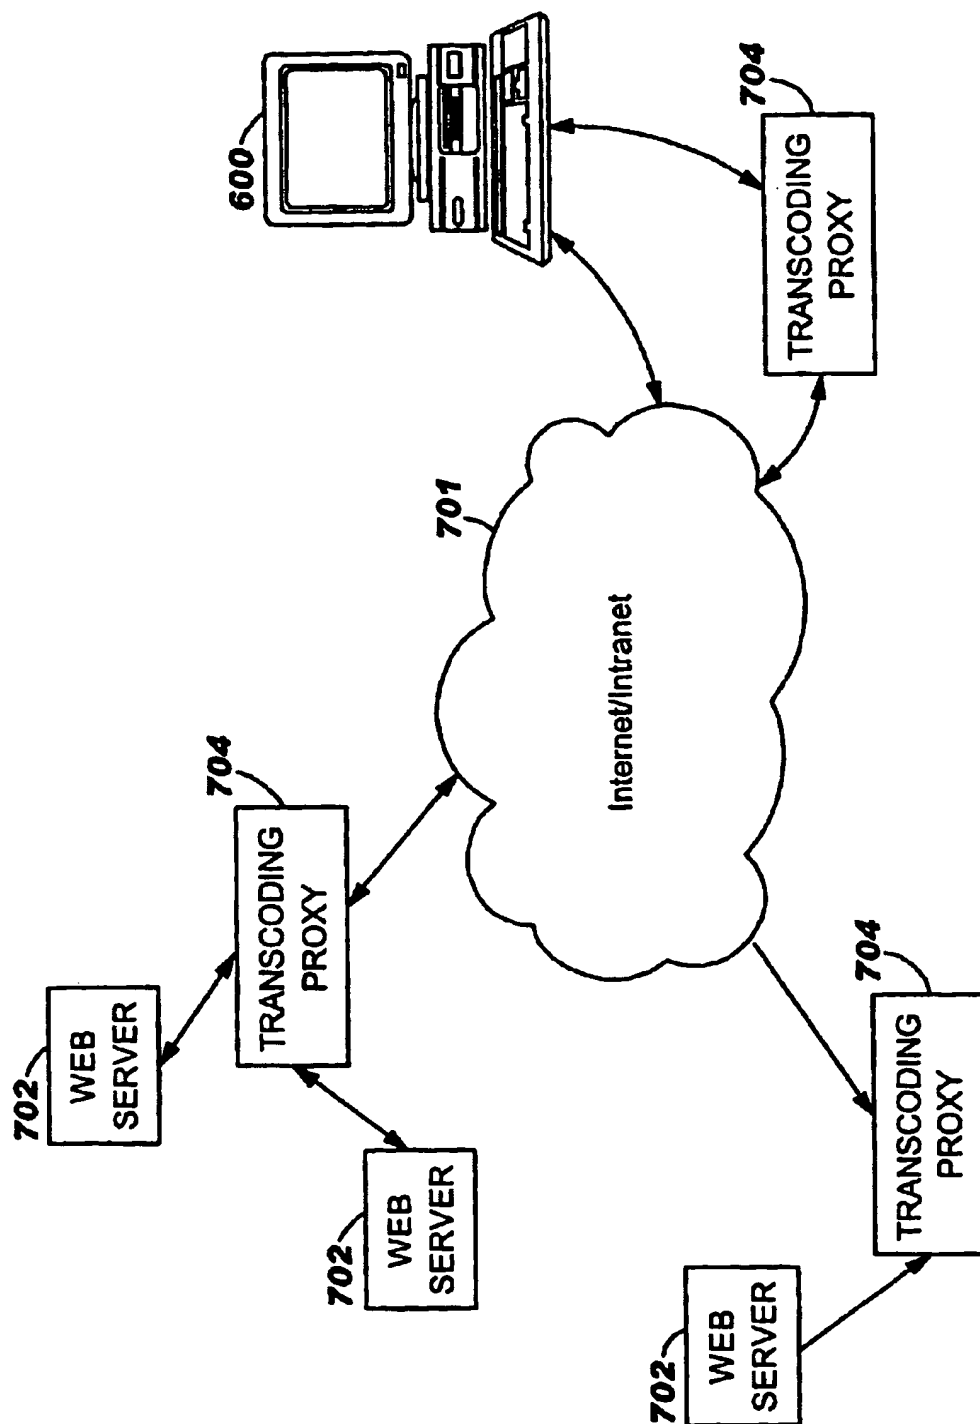 702
WEB
SERVER
702
WEB
SERVER
702
WEB
SERVER
704
TRANSCODING
PROXY
704
TRANSCODING
PROXY
701
Internet/Intranet
600
704
TRANSCODING
PROXY